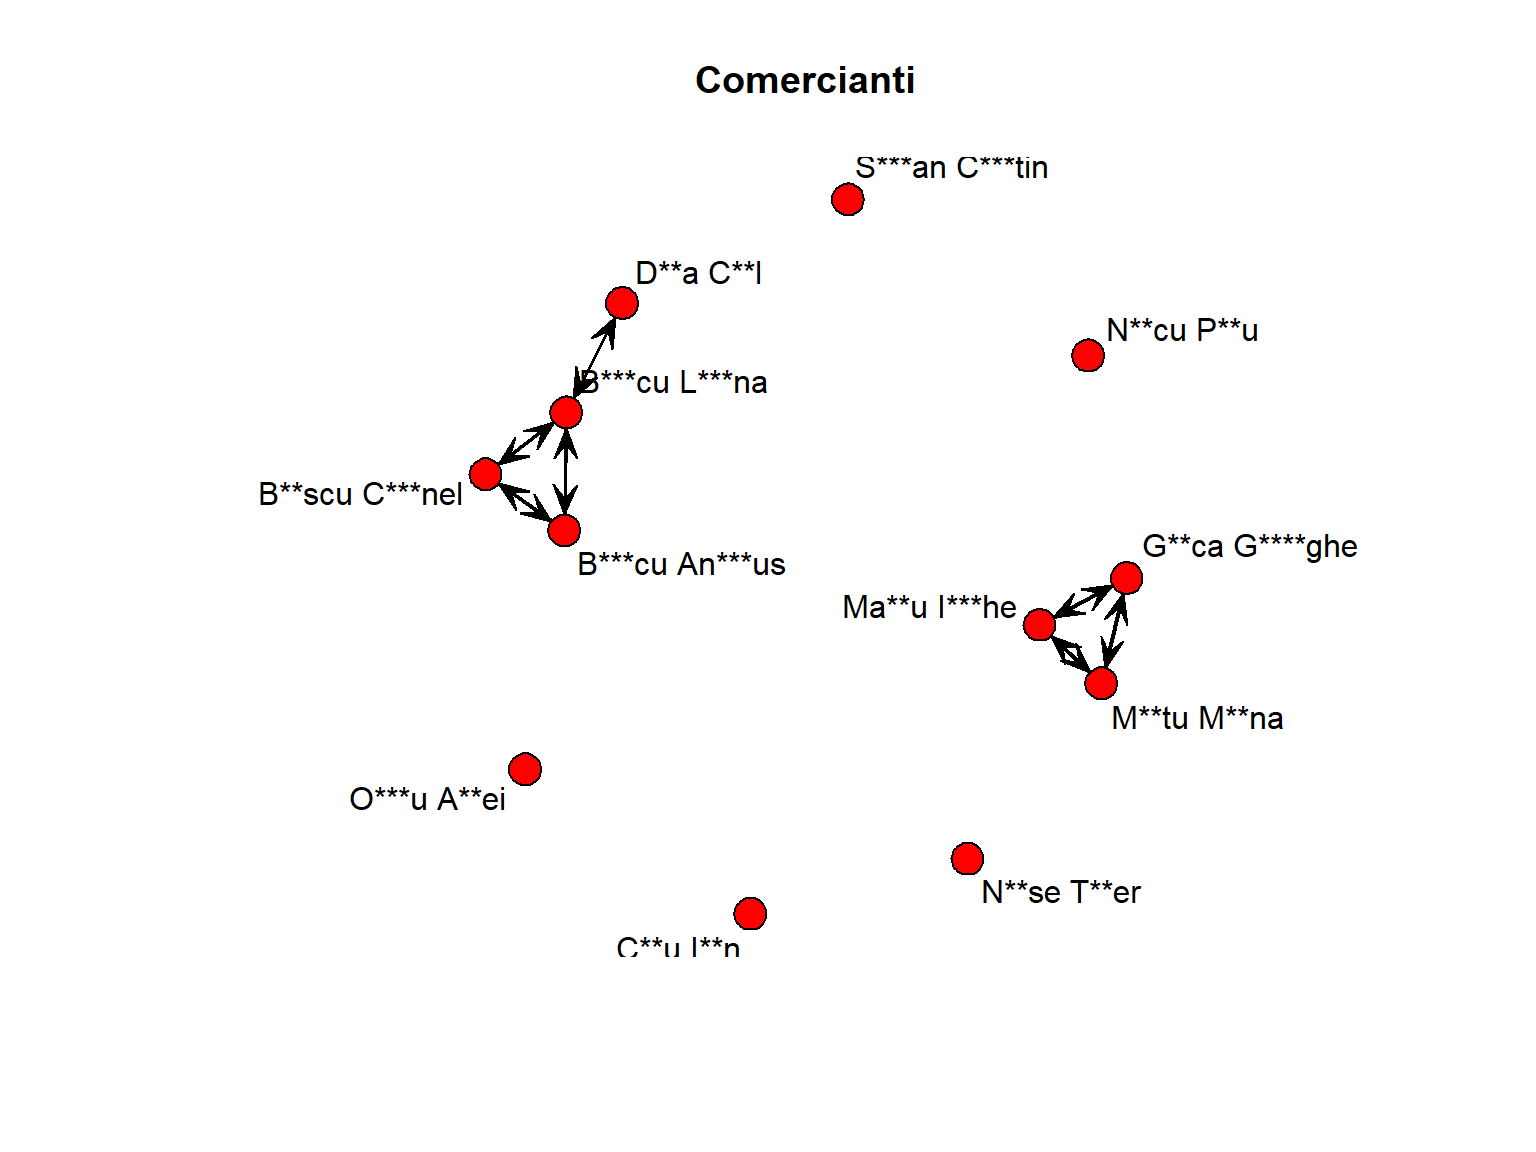 Comercianti
S***an C***tin
D**a C**l
N**cu P**u
B***cu L***na
B**scu C***nel
B***cu An***us
G**ca G****ghe
Ma**u I***he
M**tu M**na
O***u A**ei
N**se T**er
C**u I**n